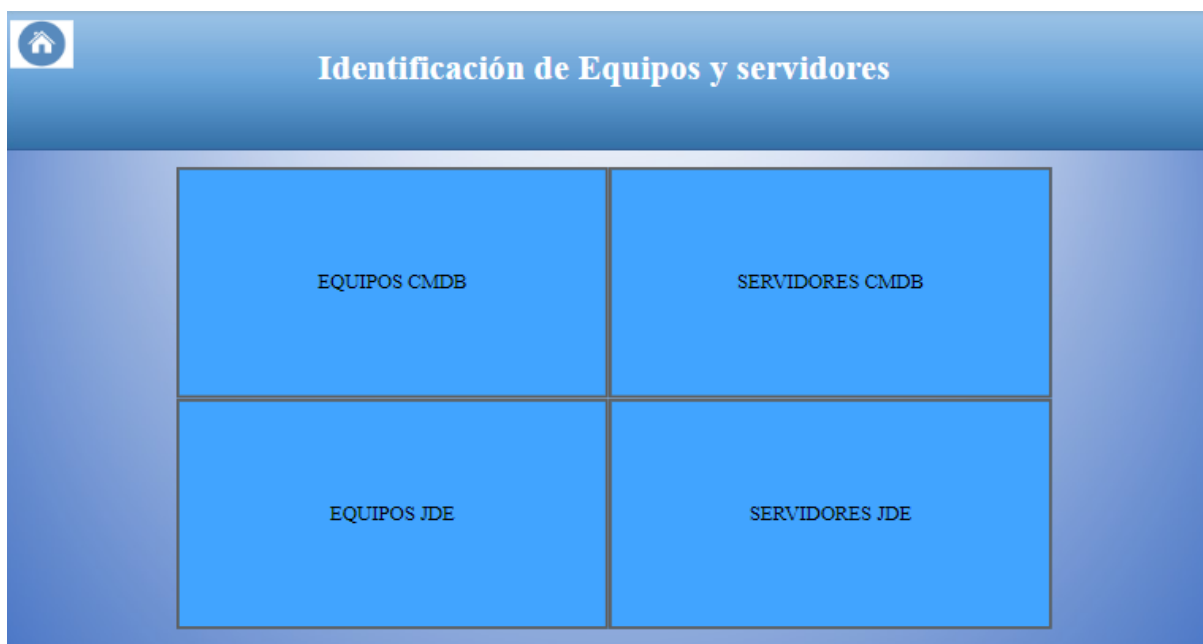 Identificación de Equipos y servidores
EQUIPOS CMDB
SERVIDORES CMDB
EQUIPOS JDE
SERVIDORES JDE